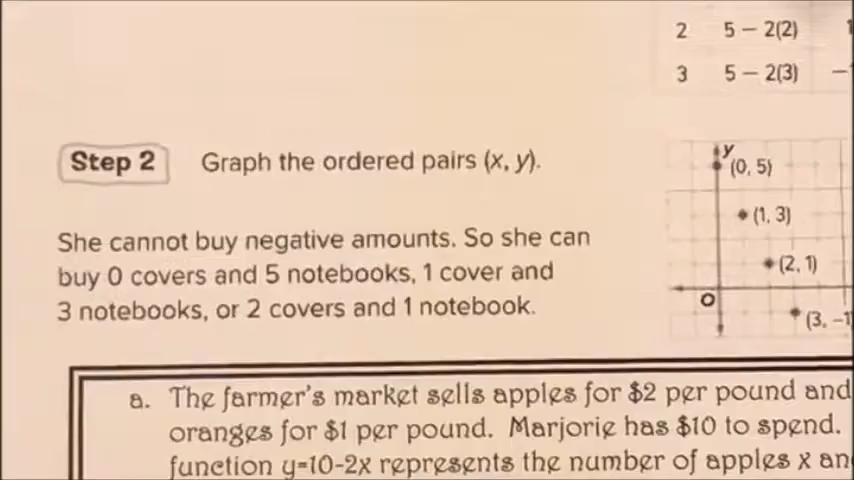 2 5 – 2(2)
3 5 – 2(3)
Step 2 Graph the ordered pairs (x, y).
She cannot buy negative amounts. So she can
buy 0 covers and 5 notebooks, 1 cover and
3 notebooks, or 2 covers and 1 notebook.
y
(0, 5)
(1, 3)
(2, 1)
O
(3, –1
a. The farmer's market sells apples for $2 per pound and
oranges for $1 per pound. Marjorie has $10 to spend.
function y=10-2x represents the number of apples x an